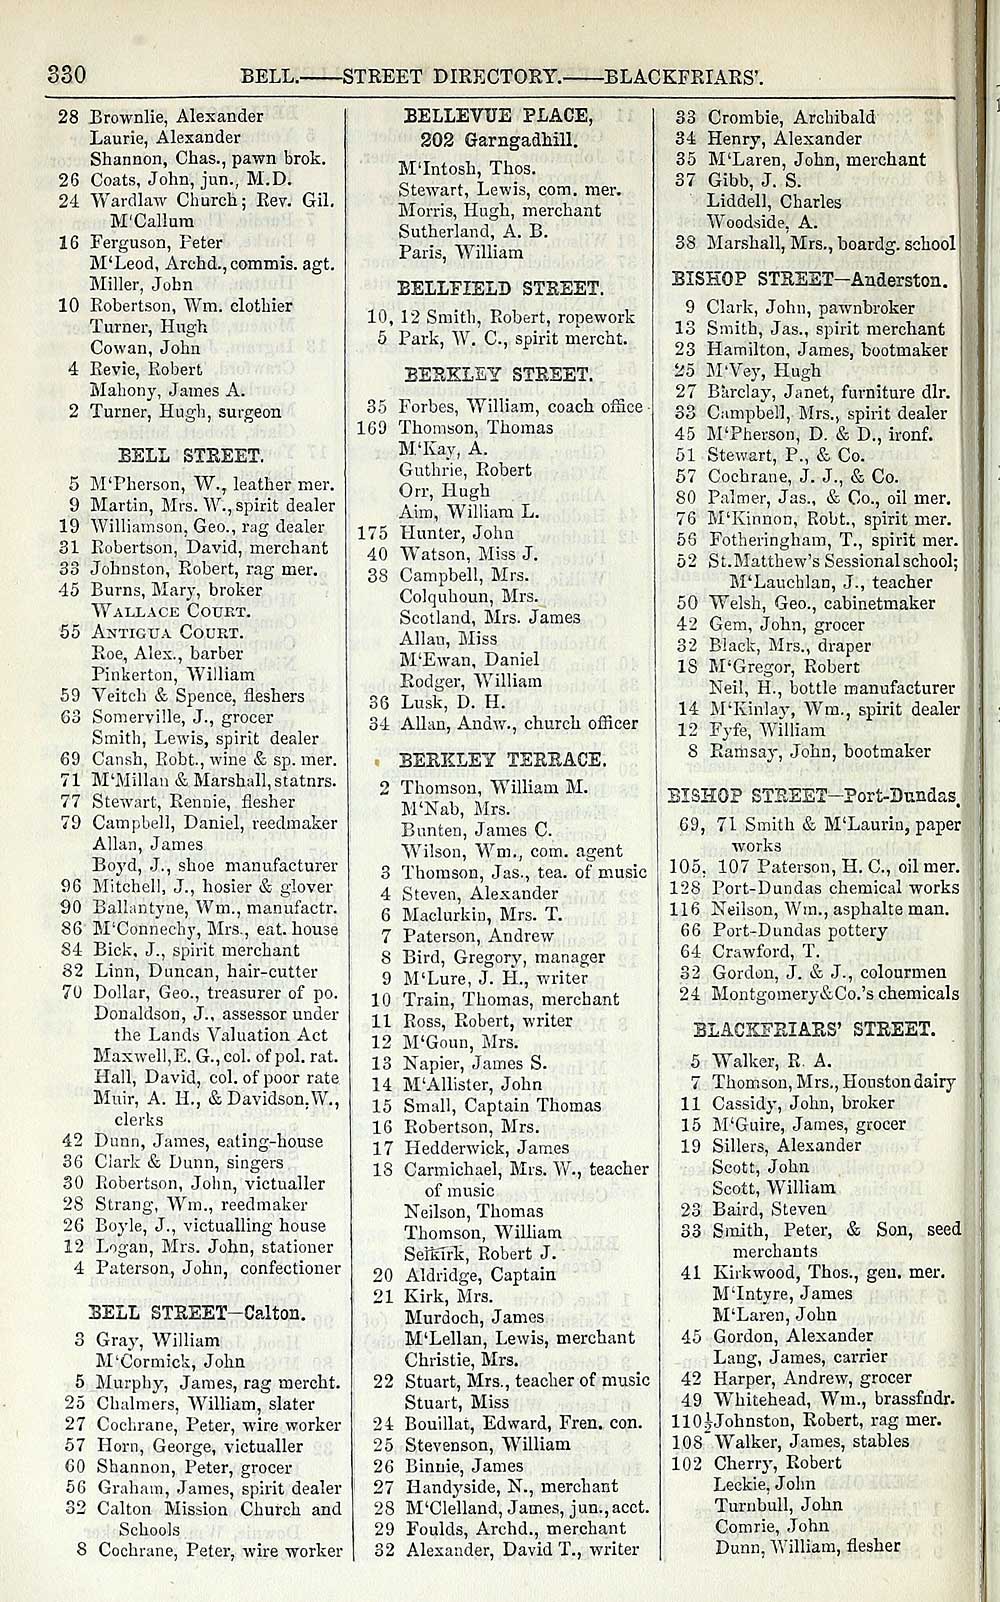 330 BELL.——STREET DIRECTORY.——BLACKFRIARS'.
28 Brownlie, Alexander
Laurie, Alexander
Shannon, Chas., pawn brok.
26 Coats, John, jun., M.D.
24 Wardlaw Church; Rev. Gil.
M'Callum
16 Ferguson, Peter
M'Leod, Archd., commis. agt.
Miller, John
10 Robertson, Wm. clothier
Turner, Hugh
Cowan, John
4 Revie, Robert
Mahony, James A.
2 Turner, Hugh, surgeon
BELL STREET.
5 M'Pherson, W., leather mer.
9 Martin, Mrs. W., spirit dealer
19 Williamson, Geo., rag dealer
31 Robertson, David, merchant
33 Johnston, Robert, rag mer.
45 Burns, Mary, broker
WALLACE COURT.
55 ANTIGUA COURT.
Roe, Alex., barber
Pinkerton, William
59 Veitch & Spence, fleshers
63 Somerville, J., grocer
Smith, Lewis, spirit dealer
69 Cansh, Robt., wine & sp. mer.
71 M'Millan & Marshall, statnrs.
77 Stewart, Rennie, flesher
79 Campbell, Daniel, reedmaker
Allan, James
Boyd, J., shoe manufacturer
96 Mitchell, J., hosier & glover
90 Ballantyne, Wm., manufactr.
86 M'Connechy, Mrs., eat. house
84 Bick, J., spirit merchant
82 Linn, Duncan, hair-cutter
70 Dollar, Geo., treasurer of po.
Donaldson, J., assessor under
the Lands Valuation Act
Maxwell, E. G., col. of pol. rat.
Hall, David, col. of poor rate
Muir, A. H., & Davidson, W.,
clerks
42 Dunn, James, eating-house
36 Clark & Dunn, singers
30 Robertson, John, victualler
28 Strang, Wm., reedmaker
26 Boyle, J., victualling house
12 Logan, Mrs. John, stationer
4 Paterson, John, confectioner
BELL STREET—Calton.
3 Gray, William
M'Cormick, John
5 Murphy, James, rag mercht.
25 Chalmers, William, slater
27 Cochrane, Peter, wire worker
57 Horn, George, victualler
60 Shannon, Peter, grocer
56 Graham, James, spirit dealer
32 Calton Mission Church and
Schools
8 Cochrane, Peter, wire worker
BELLEVUE PLACE,
202 Garngadhill.
M'Intosh, Thos.
Stewart, Lewis, com. mer.
Morris, Hugh, merchant
Sutherland, A. B.
Paris, William
BELLFIELD STREET.
10, 12 Smith, Robert, ropework
5 Park, W. C., spirit mercht.
BERKLEY STREET.
35 Forbes, William, coach office
169 Thomson, Thomas
M'Kay, A.
Guthrie, Robert
Orr, Hugh
Aim, William L.
175 Hunter, John
40 Watson, Miss J.
38 Campbell, Mrs.
Colquhoun, Mrs.
Scotland, Mrs. James
Allan, Miss
M'Ewan, Daniel
Rodger, William
36 Lusk, D. H.
34 Allan, Andw., church officer
BERKLEY TERRACE.
2 Thomson, William M.
M'Nab, Mrs.
Bunten, James C.
Wilson, Wm., com. agent
3 Thomson, Jas., tea. of music
4 Steven, Alexander
6 Maclurkin, Mrs. T.
7 Paterson, Andrew
8 Bird, Gregory, manager
9 M'Lure, J. H., writer
10 Train, Thomas, merchant
11 Ross, Robert, writer
12 M'Goun, Mrs.
13 Napier, James S.
14 M'Allister, John
15 Small, Captain Thomas
16 Robertson, Mrs.
17 Hedderwick, James
18 Carmichael, Mrs. W., teacher
of music
Neilson, Thomas
Thomson, William
Selkirk, Robert J.
20 Aldridge, Captain
21 Kirk, Mrs.
Murdoch, James
M'Lellan, Lewis, merchant
Christie, Mrs.
22 Stuart, Mrs., teacher of music
Stuart, Miss
24 Bouillat, Edward, Fren. con.
25 Stevenson, William
26 Binnie, James
27 Handyside, N., merchant
28 M'Clelland, James, jun., acct.
29 Foulds, Archd., merchant
32 Alexander, David T., writer
33 Crombie, Archibald
34 Henry, Alexander
35 M'Laren, John, merchant
37 Gibb, J. S.
Liddell, Charles
Woodside, A.
38 Marshall, Mrs., boardg. school
BISHOP STREET—Anderston.
9 Clark, John, pawnbroker
13 Smith, Jas., spirit merchant
23 Hamilton, James, bootmaker
25 M'Vey, Hugh
27 Barclay, Janet, furniture dlr.
33 Campbell, Mrs., spirit dealer
45 M'Pherson, D. & D., ironf.
51 Stewart, P., & Co.
57 Cochrane, J. J., & Co.
80 Palmer, Jas., & Co., oil mer.
76 M'Kinnon, Robt., spirit mer.
56 Fotheringham, T., spirit mer.
52 St. Matthew's Sessional school;
M'Lauchlan, J., teacher
50 Welsh, Geo., cabinetmaker
42 Gem, John, grocer
32 Black, Mrs., draper
18 M'Gregor, Robert
Neil, H., bottle manufacturer
14 M'Kinlay, Wm., spirit dealer
12 Fyfe, William
8 Ramsay, John, bootmaker
BISHOP STREET—Port-Dundas.
69, 71 Smith & M'Laurin, paper
works
105, 107 Paterson, H. C., oil mer.
128 Port-Dundas chemical works
116 Neilson, Wm., asphalte man.
66 Port-Dundas pottery
64 Crawford, T.
32 Gordon, J. & J., colourmen
24 Montgomery & Co.'s chemicals
BLACKFRIARS' STREET.
5 Walker, R. A.
7 Thomson, Mrs., Houston dairy
11 Cassidy, John, broker
15 M'Guire, James, grocer
19 Sillers, Alexander
Scott, John
Scott, William
23 Baird, Steven
33 Smith, Peter, & Son, seed
merchants
41 Kirkwood, Thos., gen. mer.
M'Intyre, James
M'Laren, John
45 Gordon, Alexander
Lang, James, carrier
42 Harper, Andrew, grocer
49 Whitehead, Wm., brassfndr.
110½ Johnston, Robert, rag mer.
108 Walker, James, stables
102 Cherry, Robert
Leckie, John
Turnbull, John
Comrie, John
Dunn, William, flesher